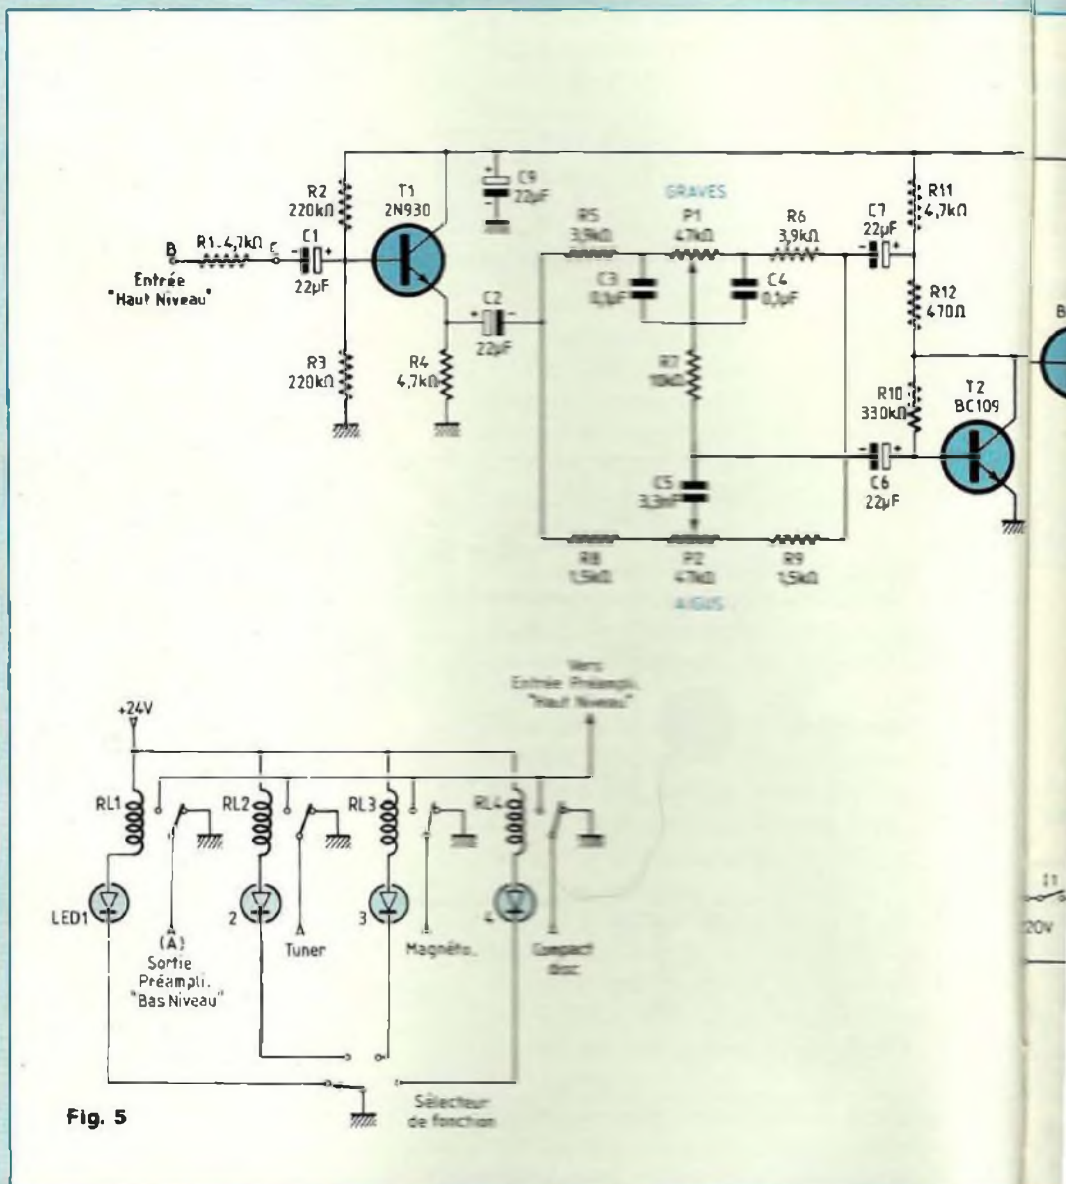 R2
220kΩ
T1
2N930
C9
22µF
GRAVES
R5
3,9kΩ
P1
47kΩ
R6
3,9kΩ
C7
22µF
R11
4,7kΩ
B
R1_4,7kΩ
C
C1
22µF
Entrée
"Haut Niveau"
C3
0,1µF
C4
0,1µF
R12
470Ω
B
C2
22µF
R3
220kΩ
R4
4,7kΩ
R7
10kΩ
R10
330kΩ
T2
BC109
C5
3,3nF
C6
22µF
R8
1,5kΩ
P2
47kΩ
R9
1,5kΩ
AIGUS
Vers
Entrée Préampli.
"Haut Niveau"
+24V
RL1
RL2
RL3
RL4
LED1
2
3
4
(A)
Sortie
Préampli.
"Bas Niveau"
Tuner
Magnéto.
Compact
disc
I1
20V
Sélecteur
de fonction
Fig. 5